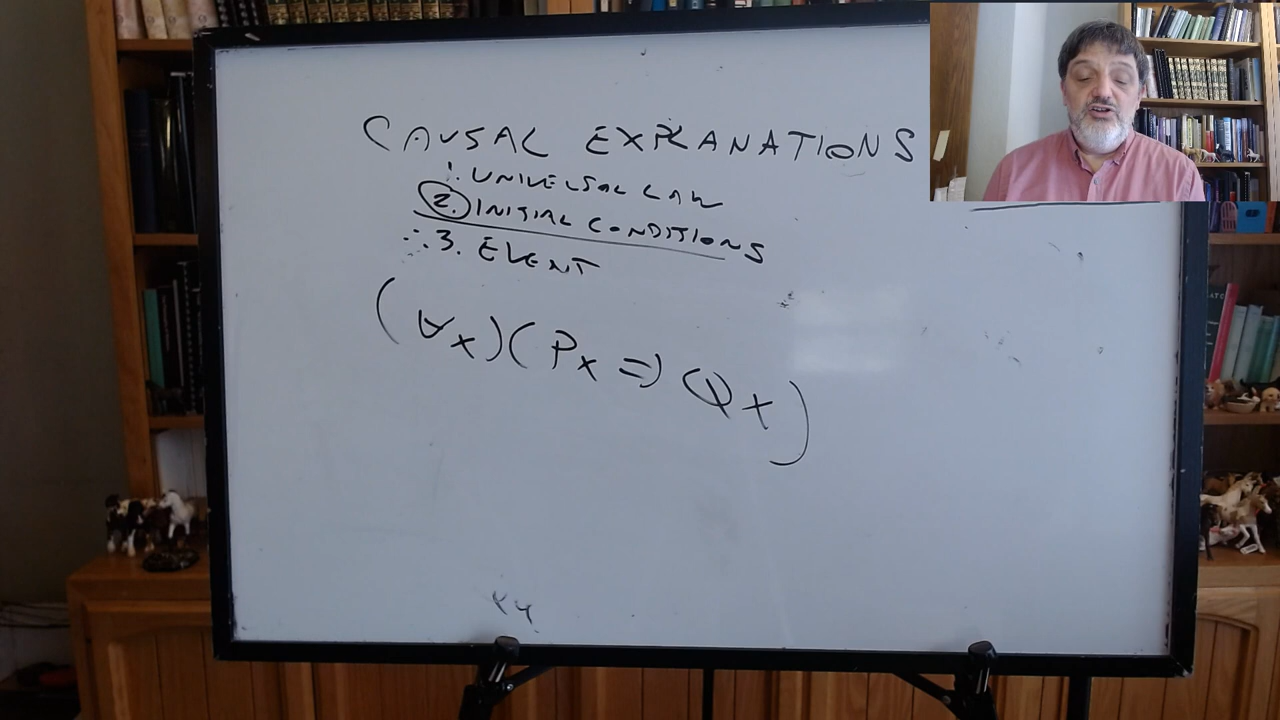 CAUSAL EXPLANATIONS
1. UNIVERSAL LAW
2. INITIAL CONDITIONS
∴ 3. EVENT
(∀x)(Px ⇒ Qx)